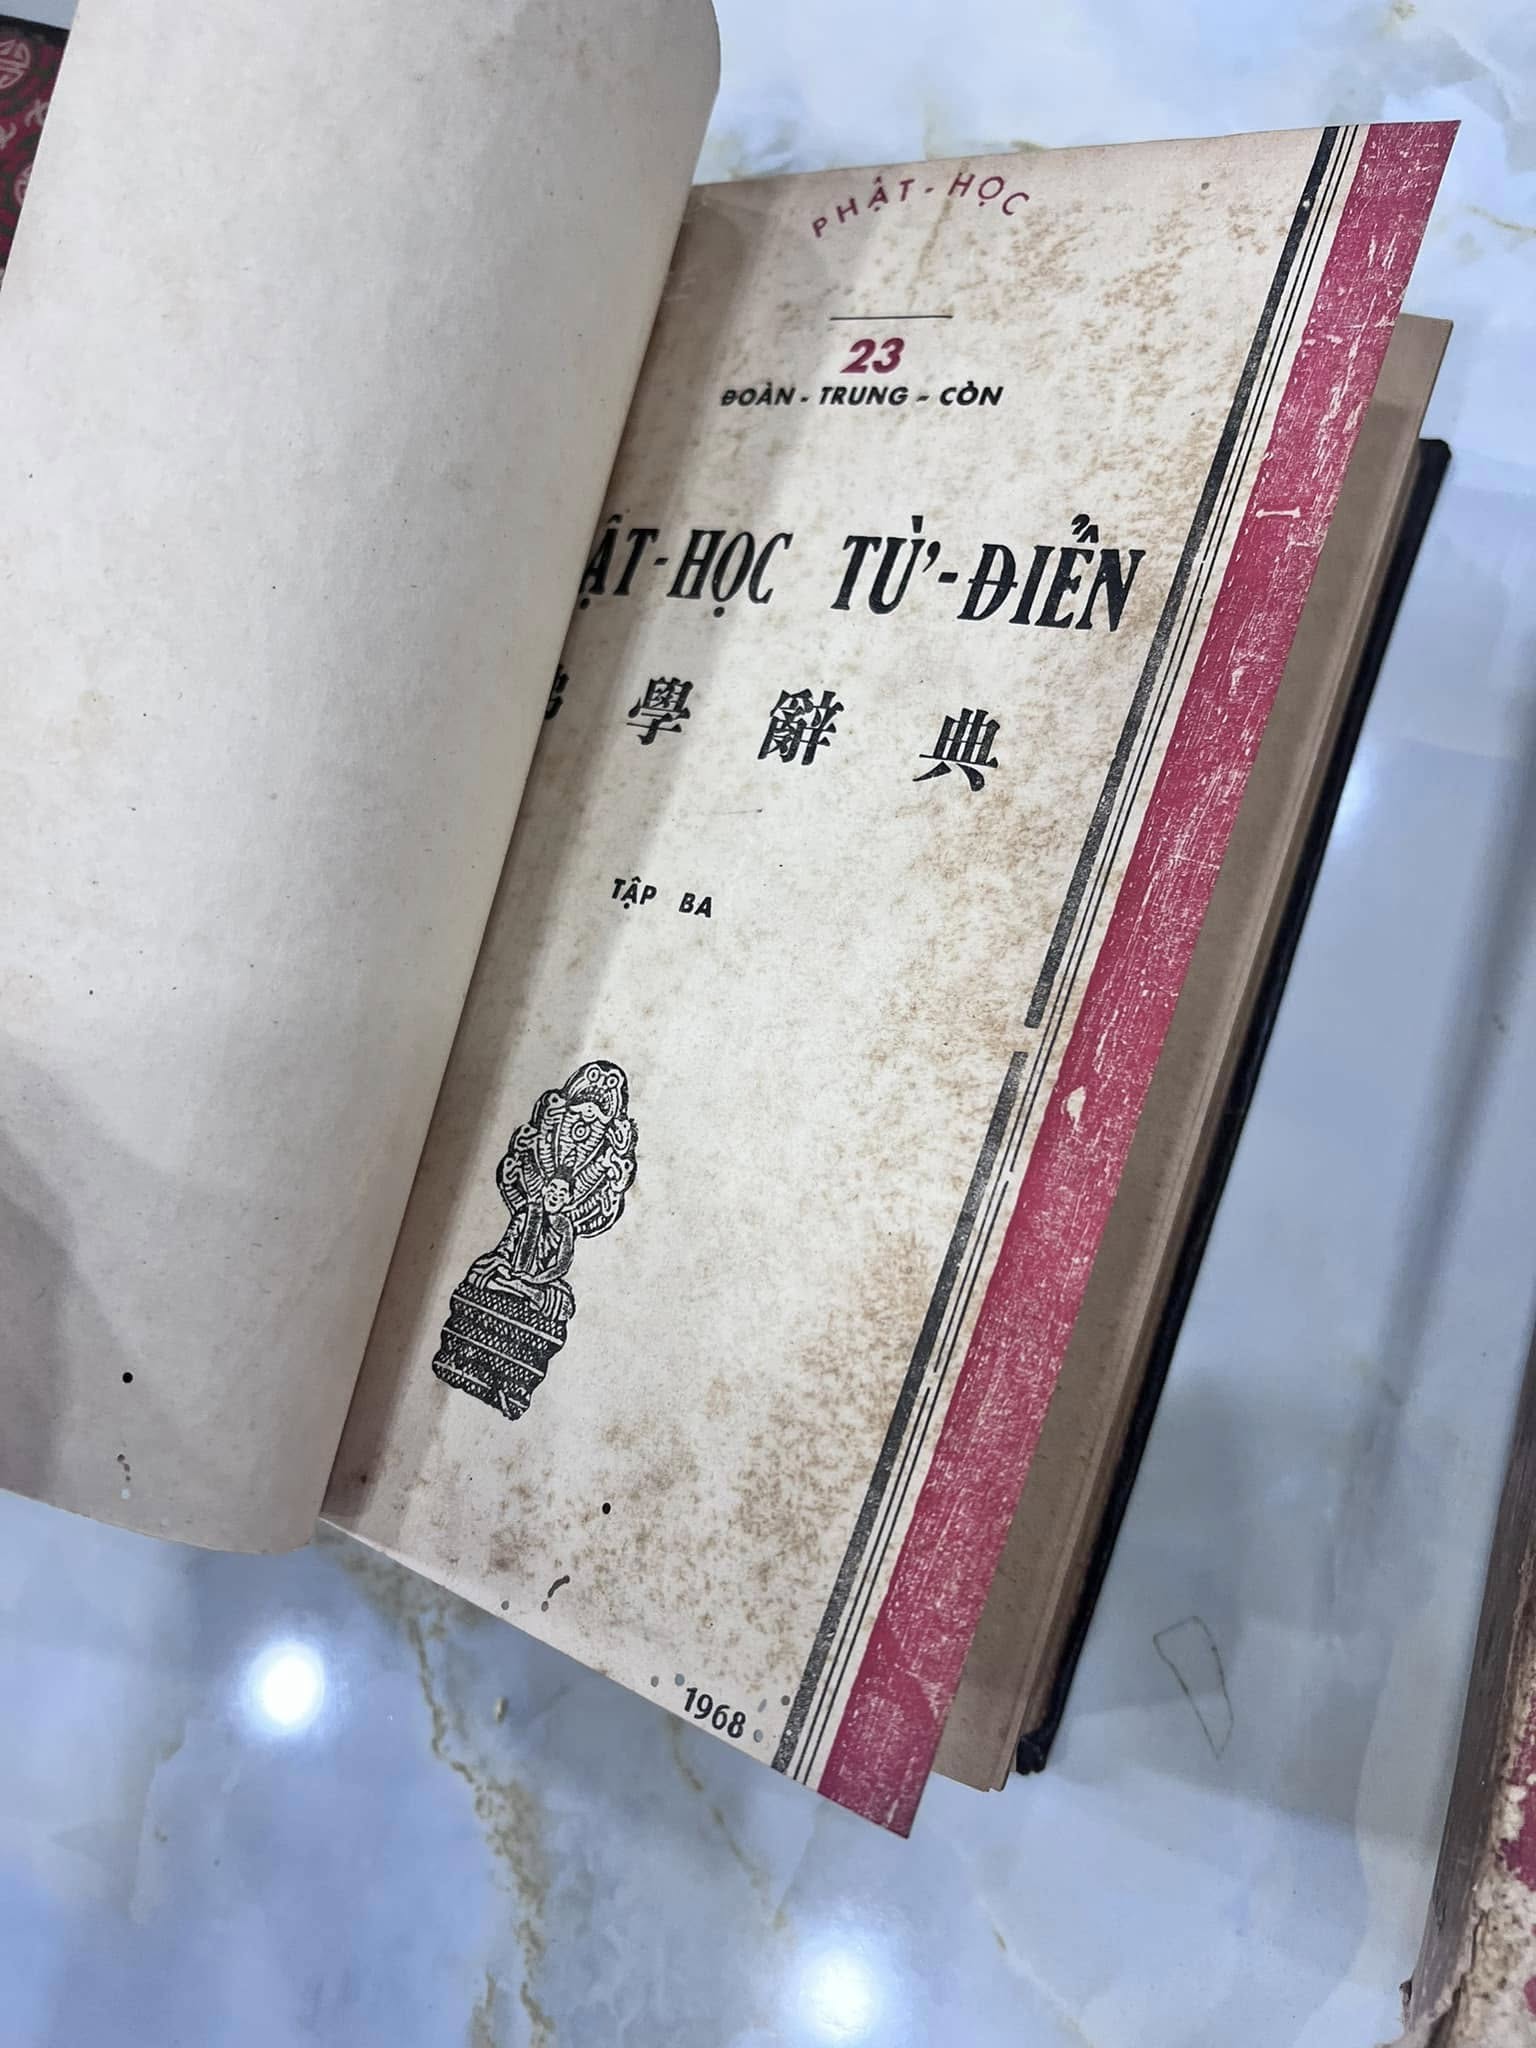 PHẬT-HỌC
23
ĐOÀN-TRUNG-CÒN
ẬT-HỌC TỪ-ĐIỂN
學辭典
TẬP BA
1968